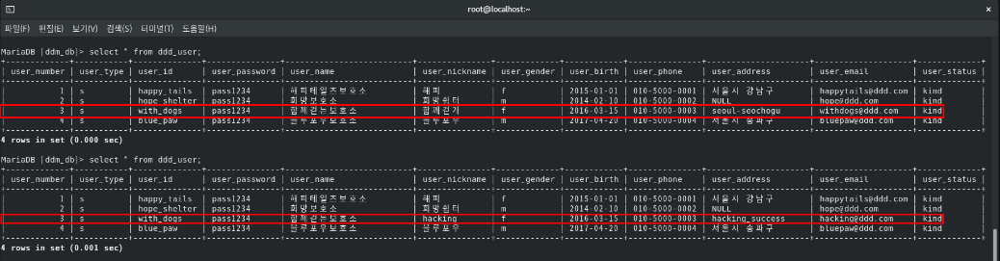 root@localhost:~
파일(F) 편집(E) 보기(V) 검색(S) 터미널(T) 도움말(H)
MariaDB [ddm_db]> select * from ddd_user;
| user_number | user_type | user_id | user_password | user_name | user_nickname | user_gender | user_birth | user_phone | user_address | user_email | user_status |
| 1 | s | happy_tails | pass1234 | 해피테일즈보호소 | 해피 | f | 2015-01-01 | 010-5000-0001 | 서울시 강남구 | happytails@ddd.com | kind |
| 2 | s | hope_shelter | pass1234 | 희망보호소 | 희망쉼터 | m | 2014-02-10 | 010-5000-0002 | NULL | hope@ddd.com | kind |
| 3 | s | with_dogs | pass1234 | 함께걷는보호소 | 함께걷개 | f | 2016-03-15 | 010-5000-0003 | seoul-seochogu | withdogs@ddd.com | kind |
| 4 | s | blue_paw | pass1234 | 블루포우보호소 | 블루포우 | m | 2017-04-20 | 010-5000-0004 | 서울시 송파구 | bluepaw@ddd.com | kind |
4 rows in set (0.000 sec)
MariaDB [ddm_db]> select * from ddd_user;
| user_number | user_type | user_id | user_password | user_name | user_nickname | user_gender | user_birth | user_phone | user_address | user_email | user_status |
| 1 | s | happy_tails | pass1234 | 해피테일즈보호소 | 해피 | f | 2015-01-01 | 010-5000-0001 | 서울시 강남구 | happytails@ddd.com | kind |
| 2 | s | hope_shelter | pass1234 | 희망보호소 | 희망쉼터 | m | 2014-02-10 | 010-5000-0002 | NULL | hope@ddd.com | kind |
| 3 | s | with_dogs | pass1234 | 함께걷는보호소 | hacking | f | 2016-03-15 | 010-5000-0003 | hacking_success | hacking@ddd.com | kind |
| 4 | s | blue_paw | pass1234 | 블루포우보호소 | 블루포우 | m | 2017-04-20 | 010-5000-0004 | 서울시 송파구 | bluepaw@ddd.com | kind |
4 rows in set (0.001 sec)